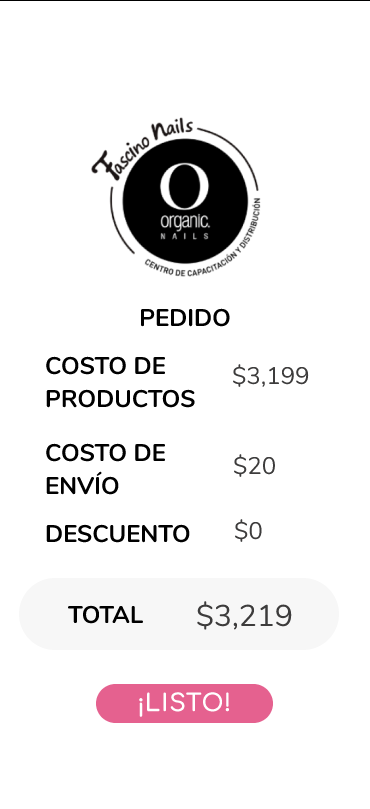 Fascino Nails
organic.
NAILS
CENTRO DE CAPACITACIÓN Y DISTRIBUCIÓN
PEDIDO
COSTO DE
PRODUCTOS
$3,199
COSTO DE
ENVÍO
$20
DESCUENTO
$0
TOTAL
$3,219
¡LISTO!